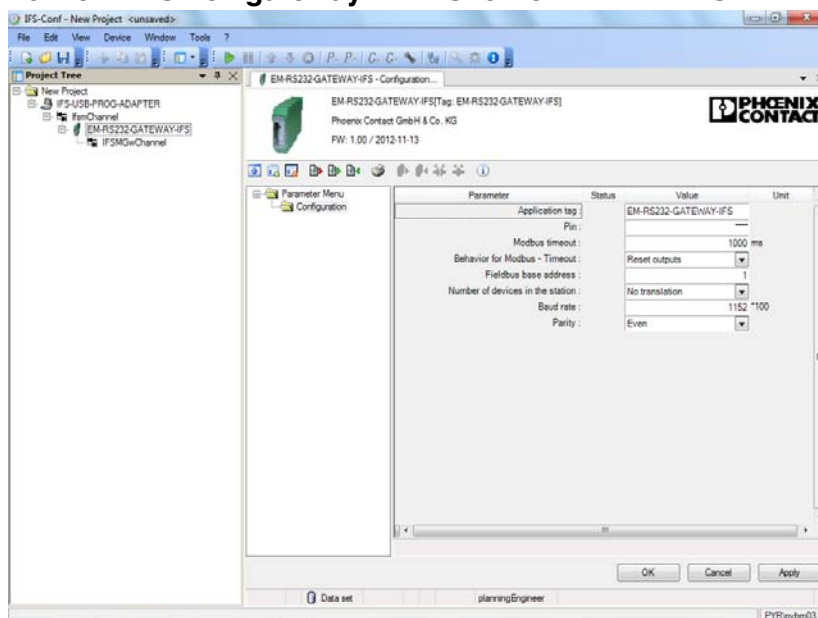 IFS-Conf - New Project <unsaved>
File Edit View Device Window Tools ?
Project Tree
New Project
IFS-USB-PROG-ADAPTER
IfsmChannel
EM-RS232-GATEWAY-IFS
IFSMGwChannel
EM-RS232-GATEWAY-IFS - Configuration...
EM-RS232-GATEWAY-IFS[Tag: EM-RS232-GATEWAY-IFS]
Phoenix Contact GmbH & Co. KG
FW: 1.00 / 2012-11-13
PHŒNIX
CONTACT
Parameter Menu
Configuration
Parameter Status Value Unit
Application tag : EM-RS232-GATEWAY-IFS
Pin : ----
Modbus timeout : 1000 ms
Behavior for Modbus - Timeout : Reset outputs
Fieldbus base address : 1
Number of devices in the station : No translation
Baud rate : 1152 *100
Parity : Even
OK Cancel Apply
Data set planningEngineer